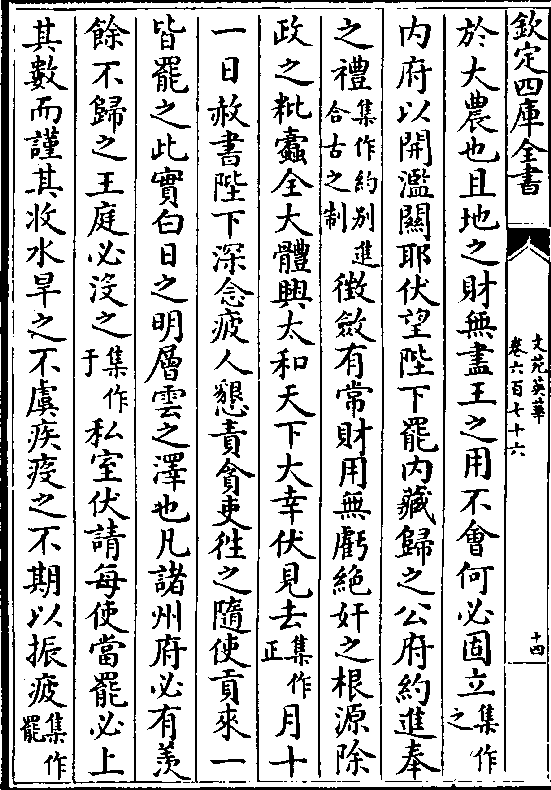 欽定四庫全書
文苑英華
卷六百七十六
十四
於大農也且地之財無盡王之用不會何必固立集作之
内府以開濫關耶伏望陛下罷内藏歸之公府約進奉
之禮集作約別進合古之制徴斂有常財用無虧絶奸之根源除
政之粃蠹全大體興太和天下大幸伏見去集作正月十
一日赦書陛下深念疲人懇責貪吏徃之隨使貢來一
皆罷之此實白日之明層雲之澤也凡諸州府必有羡
餘不歸之王庭必沒之集作于私室伏請每使當罷必上
其數而謹其收水旱之不虞疾疫之不期以振疲集作罷